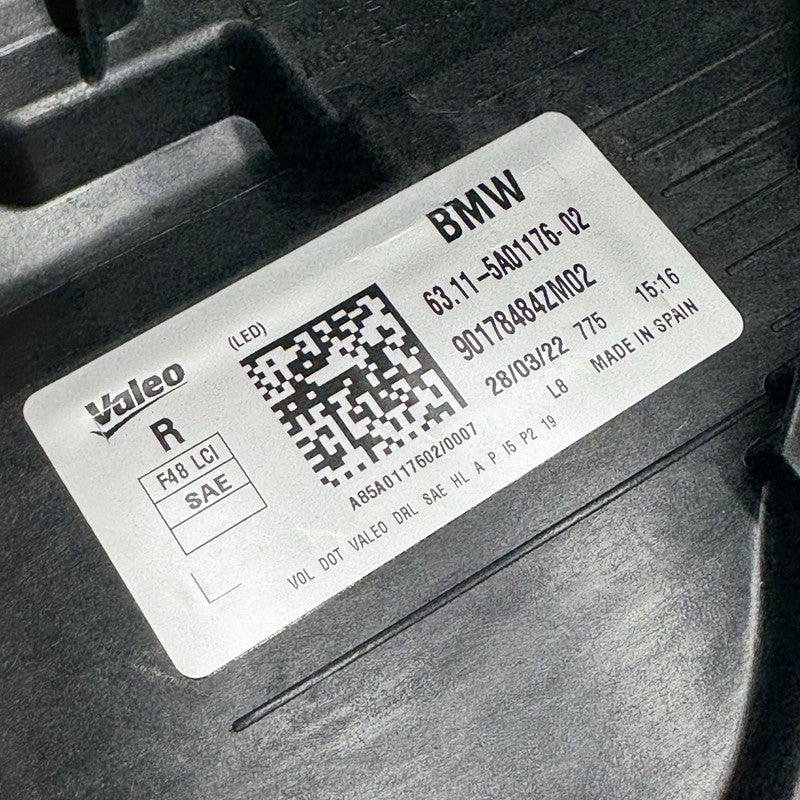 BMW
63.11-5A01176-02
90178484ZM02
28/03/22 775 15:16
L8 MADE IN SPAIN
(LED)
Valeo
R
F48 LCI
SAE
A85A0117602/0007
VOL DOT VALEO DRL SAE HL A P I5 P2 19